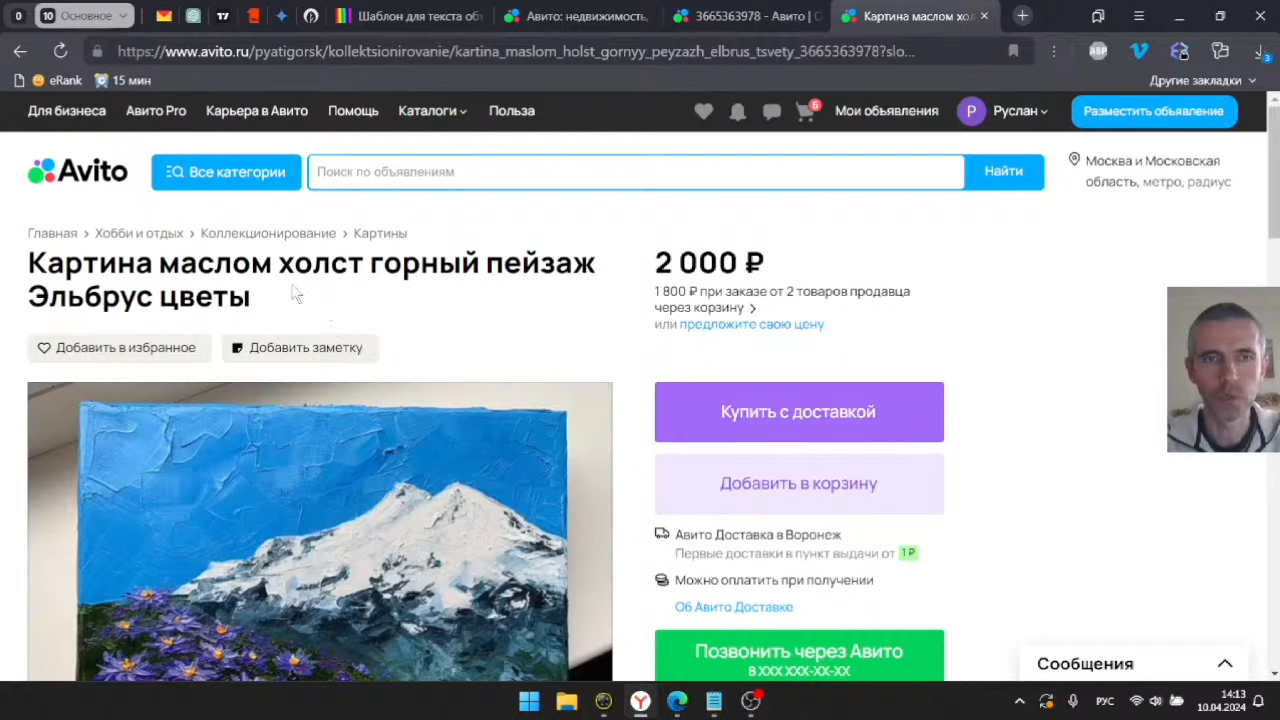 0
10
Основное
Шаблон для текста об
Авито: недвижимость,
3665363978 - Авито | С
Картина маслом хол
https://www.avito.ru/pyatigorsk/kollektsionirovanie/kartina_maslom_holst_gornyy_peyzazh_elbrus_tsvety_3665363978?slo...
ABP
3
eRank
15 мин
Другие закладки
Для бизнеса
Авито Pro
Карьера в Авито
Помощь
Каталоги
Польза
6
Мои объявления
Р
Руслан
Разместить объявление
Avito
Все категории
Поиск по объявлениям
Найти
Москва и Московская
область, метро, радиус
Главная › Хобби и отдых › Коллекционирование › Картины
Картина маслом холст горный пейзаж
Эльбрус цветы
Добавить в избранное
Добавить заметку
2 000 ₽
1 800 ₽ при заказе от 2 товаров продавца
через корзину
или предложите свою цену
Купить с доставкой
Добавить в корзину
Авито Доставка в Воронеж
Первые доставки в пункт выдачи от 1 ₽
Можно оплатить при получении
Об Авито Доставке
Позвонить через Авито
8 XXX XXX-XX-XX
Сообщения
РУС
14:13
10.04.2024